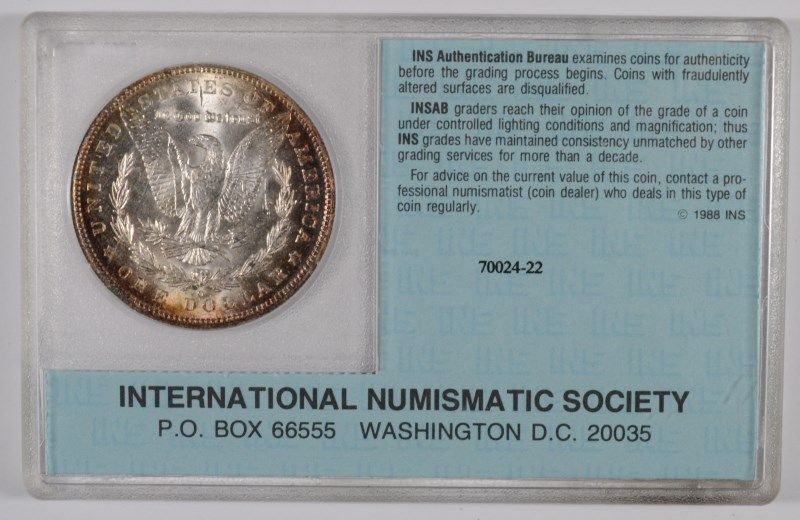 UNITED STATES OF AMERICA
In God We Trust
ONE DOLLAR
INS Authentication Bureau examines coins for authenticity
before the grading process begins. Coins with fraudulently
altered surfaces are disqualified.
INSAB graders reach their opinion of the grade of a coin
under controlled lighting conditions and magnification; thus
INS grades have maintained consistency unmatched by other
grading services for more than a decade.
For advice on the current value of this coin, contact a pro-
fessional numismatist (coin dealer) who deals in this type of
coin regularly.
© 1988 INS
70024-22
INTERNATIONAL NUMISMATIC SOCIETY
P.O. BOX 66555 WASHINGTON D.C. 20035